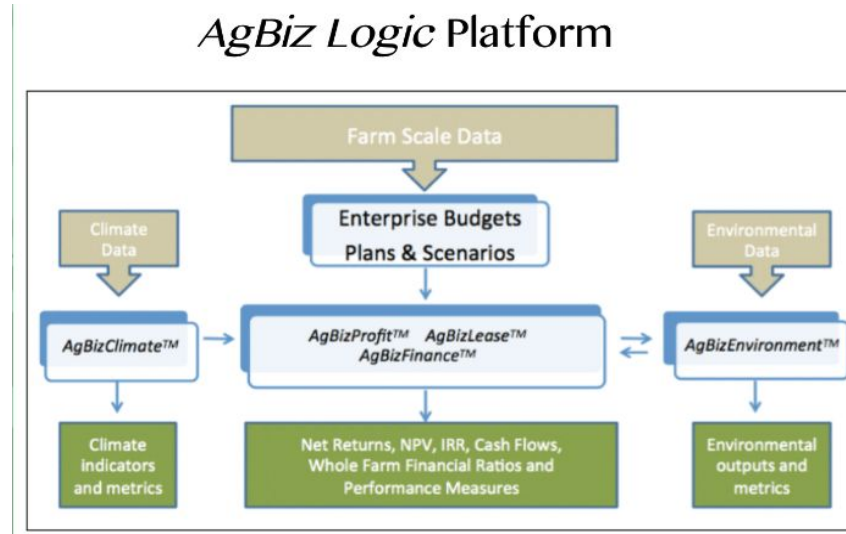 AgBiz Logic Platform
Farm Scale Data
Enterprise Budgets
Plans & Scenarios
Climate
Data
Environmental
Data
AgBizClimate™
AgBizProfit™ AgBizLease™
AgBizFinance™
AgBizEnvironment™
Climate
indicators
and metrics
Net Returns, NPV, IRR, Cash Flows,
Whole Farm Financial Ratios and
Performance Measures
Environmental
outputs and
metrics